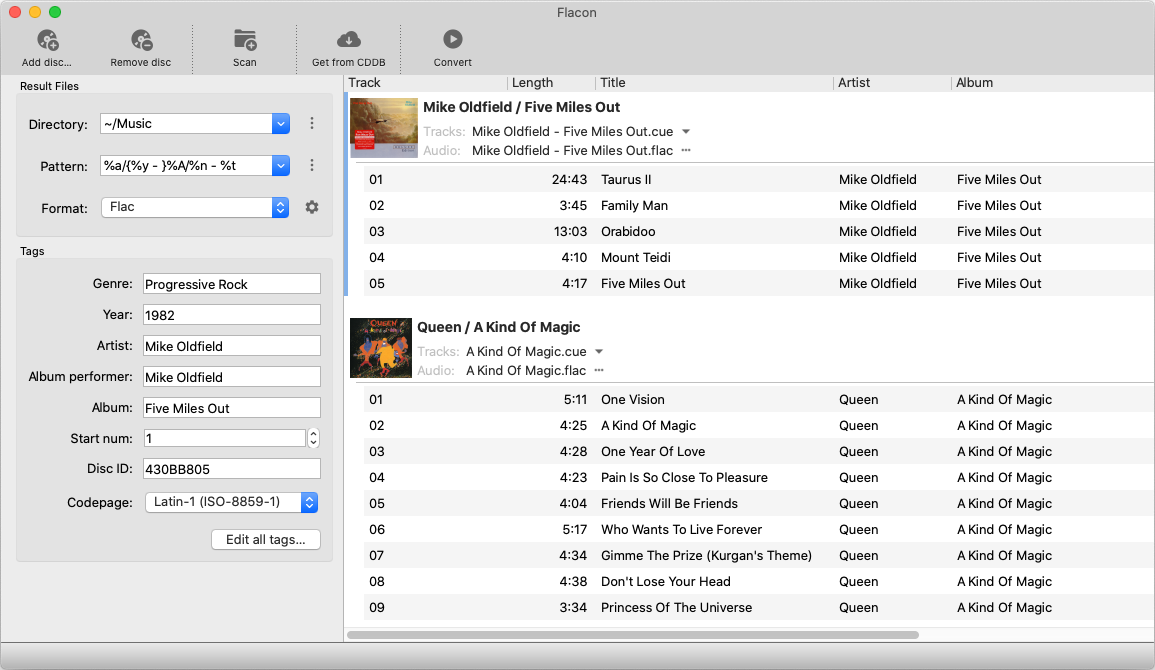 Flacon
Add disc... Remove disc Scan Get from CDDB Convert
Result Files
Directory: ~/Music
Pattern: %a/{%y - }%A/%n - %t
Format: Flac
Tags
Genre: Progressive Rock
Year: 1982
Artist: Mike Oldfield
Album performer: Mike Oldfield
Album: Five Miles Out
Start num: 1
Disc ID: 430BB805
Codepage: Latin-1 (ISO-8859-1)
Edit all tags...
Track Length Title Artist Album
Mike Oldfield / Five Miles Out
Tracks: Mike Oldfield - Five Miles Out.cue
Audio: Mike Oldfield - Five Miles Out.flac
01 24:43 Taurus II Mike Oldfield Five Miles Out
02 3:45 Family Man Mike Oldfield Five Miles Out
03 13:03 Orabidoo Mike Oldfield Five Miles Out
04 4:10 Mount Teidi Mike Oldfield Five Miles Out
05 4:17 Five Miles Out Mike Oldfield Five Miles Out
QUEEN
Queen / A Kind Of Magic
Tracks: A Kind Of Magic.cue
Audio: A Kind Of Magic.flac
01 5:11 One Vision Queen A Kind Of Magic
02 4:25 A Kind Of Magic Queen A Kind Of Magic
03 4:28 One Year Of Love Queen A Kind Of Magic
04 4:23 Pain Is So Close To Pleasure Queen A Kind Of Magic
05 4:04 Friends Will Be Friends Queen A Kind Of Magic
06 5:17 Who Wants To Live Forever Queen A Kind Of Magic
07 4:34 Gimme The Prize (Kurgan's Theme) Queen A Kind Of Magic
08 4:38 Don't Lose Your Head Queen A Kind Of Magic
09 3:34 Princess Of The Universe Queen A Kind Of Magic